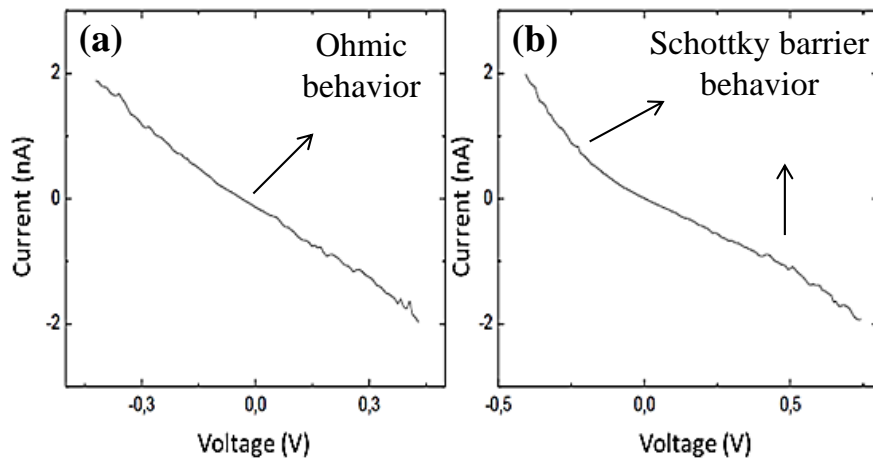 (a)
Ohmic
behavior
2
0
-2
Current (nA)
-0,3
0,0
0,3
Voltage (V)
(b)
Schottky barrier
behavior
2
0
-2
Current (nA)
-0,5
0,0
0,5
Voltage (V)